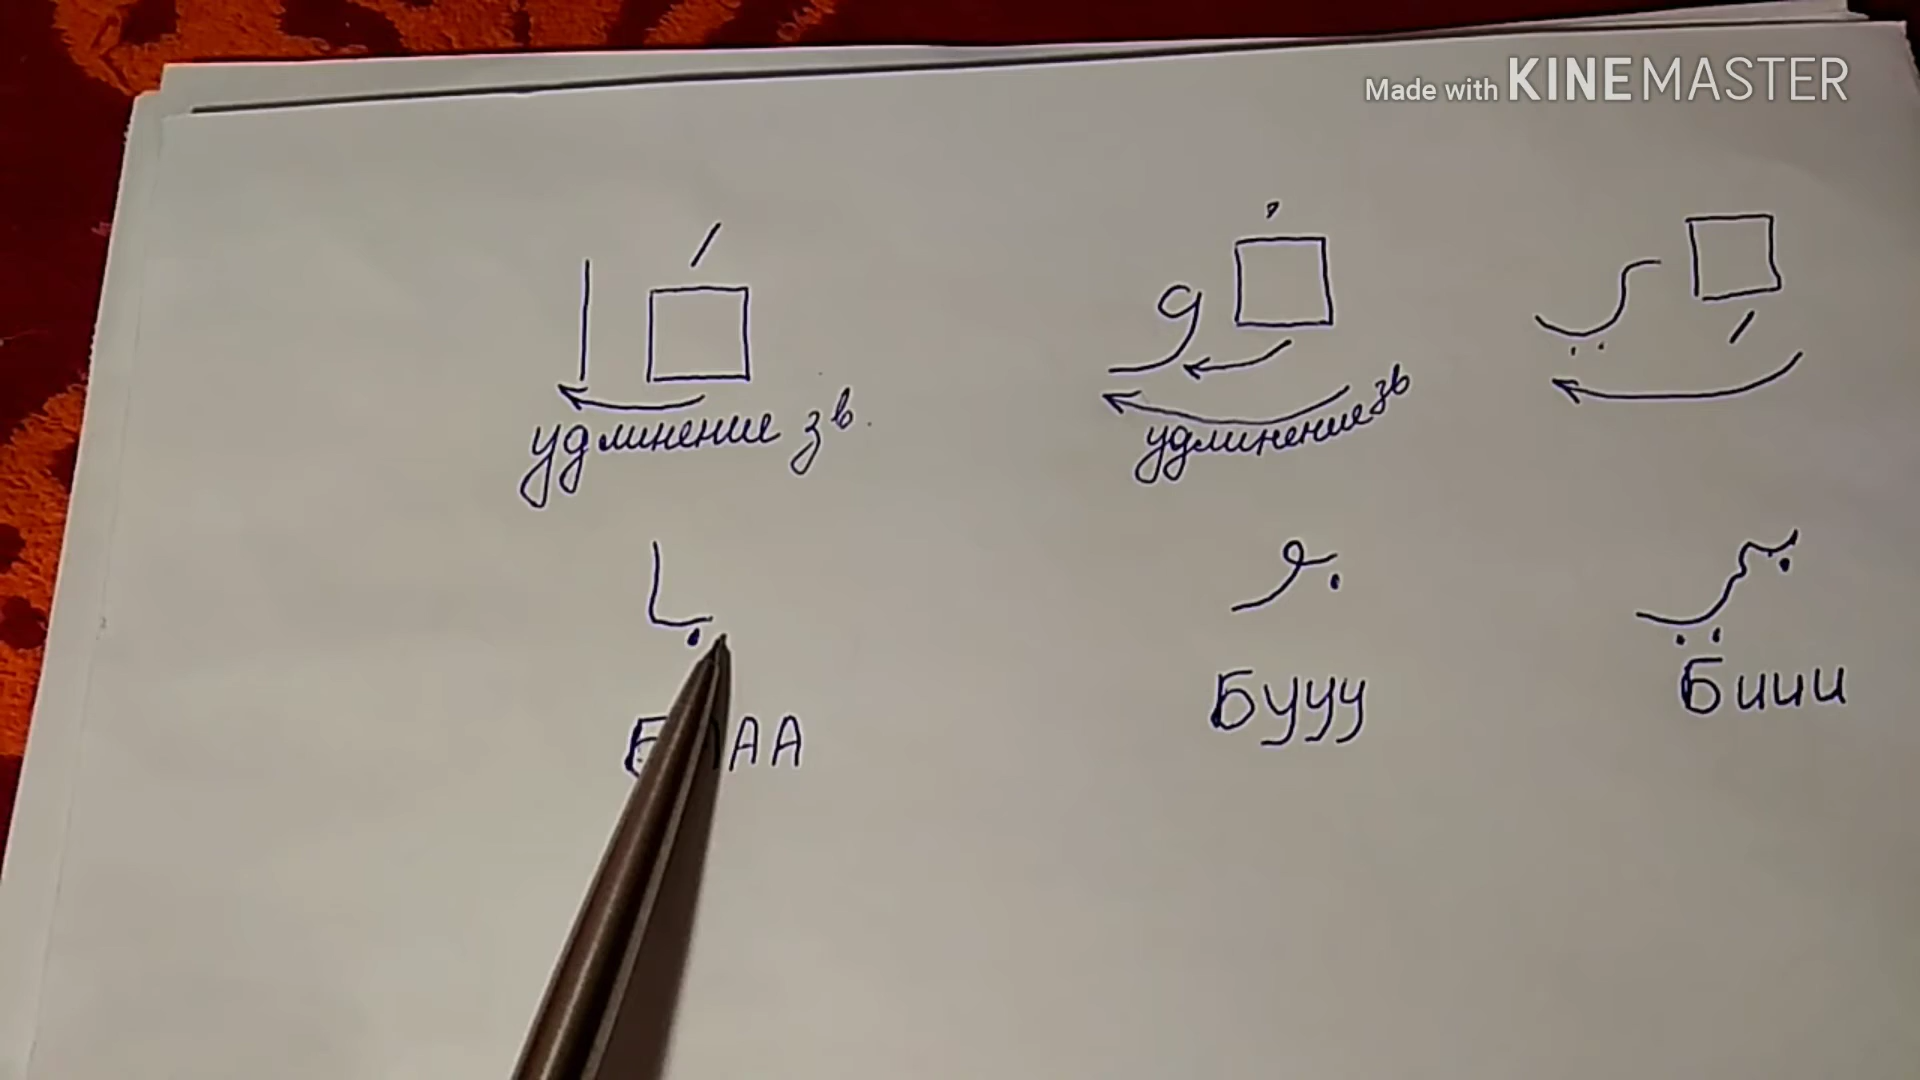 Made with KINEMASTER
ا
و
ي
удлинение зв.
удлинение зв
با
بو
بي
Бууу
Биии